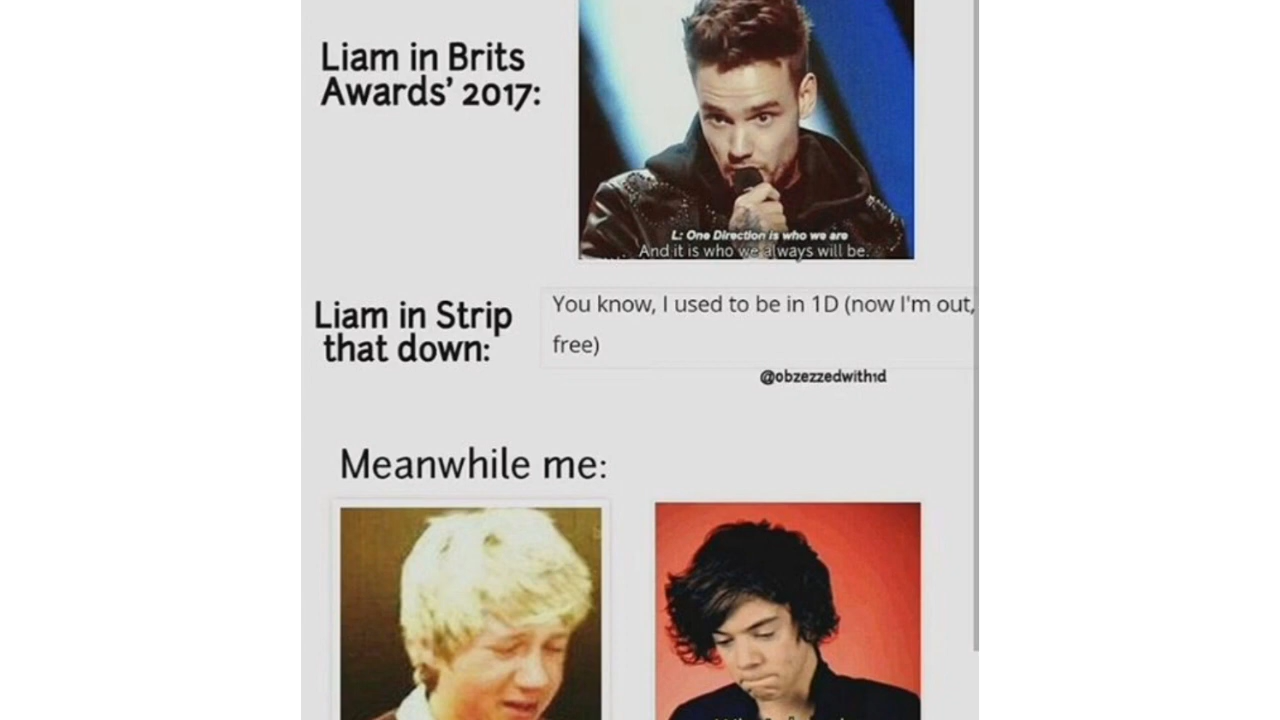 Liam in Brits
Awards' 2017:
L: One Direction is who we are
And it is who we always will be.
Liam in Strip
that down:
You know, I used to be in 1D (now I'm out,
free)
@obzezzedwith1d
Meanwhile me: